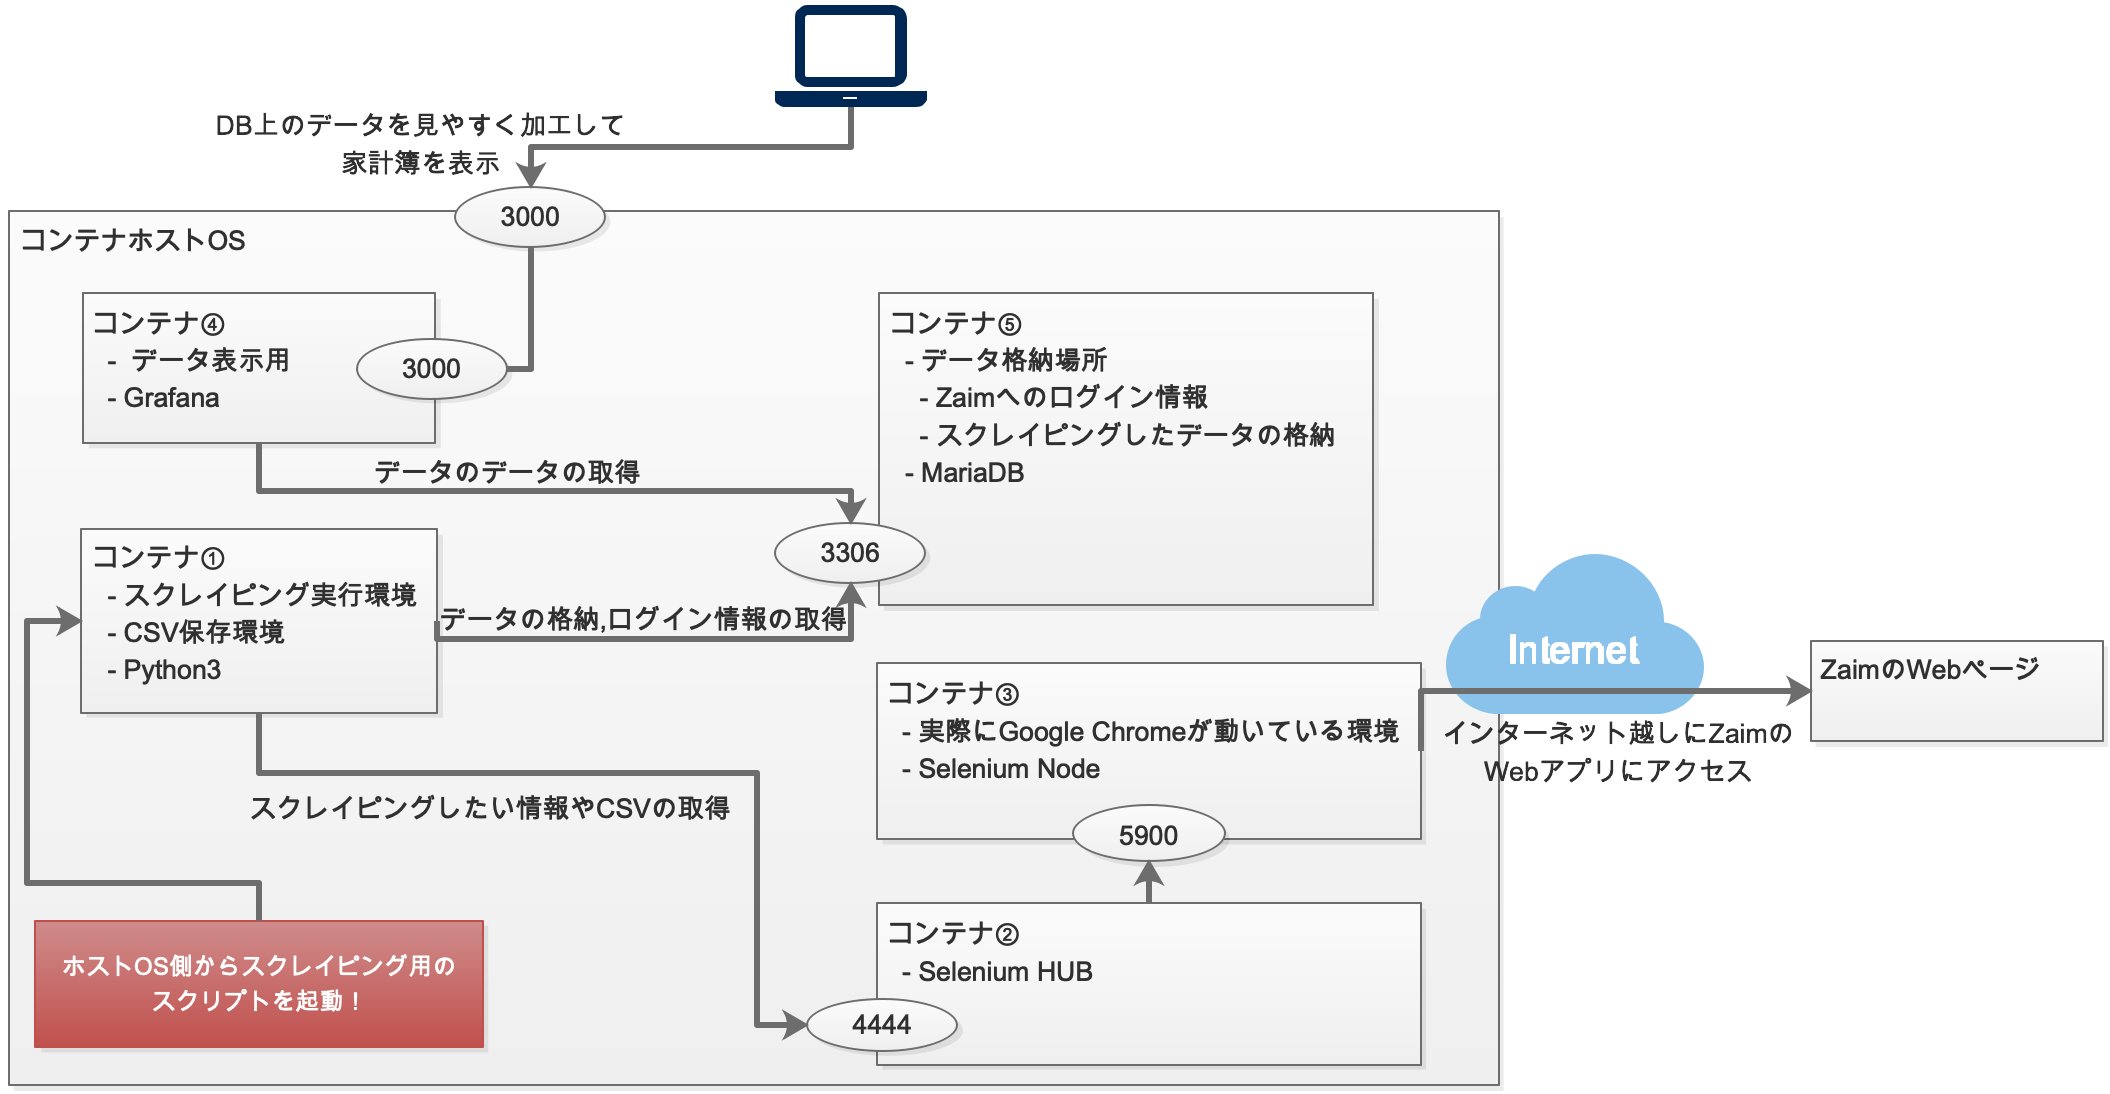 DB上のデータを見やすく加工して
家計簿を表示
3000
コンテナホストOS
コンテナ④
- データ表示用
- Grafana
3000
コンテナ⑤
- データ格納場所
- Zaimへのログイン情報
- スクレイピングしたデータの格納
- MariaDB
データのデータの取得
3306
コンテナ①
- スクレイピング実行環境
- CSV保存環境
- Python3
データの格納,ログイン情報の取得
Internet
ZaimのWebページ
コンテナ③
- 実際にGoogle Chromeが動いている環境
- Selenium Node
インターネット越しにZaimの
Webアプリにアクセス
スクレイピングしたい情報やCSVの取得
5900
コンテナ②
- Selenium HUB
4444
ホストOS側からスクレイピング用の
スクリプトを起動！